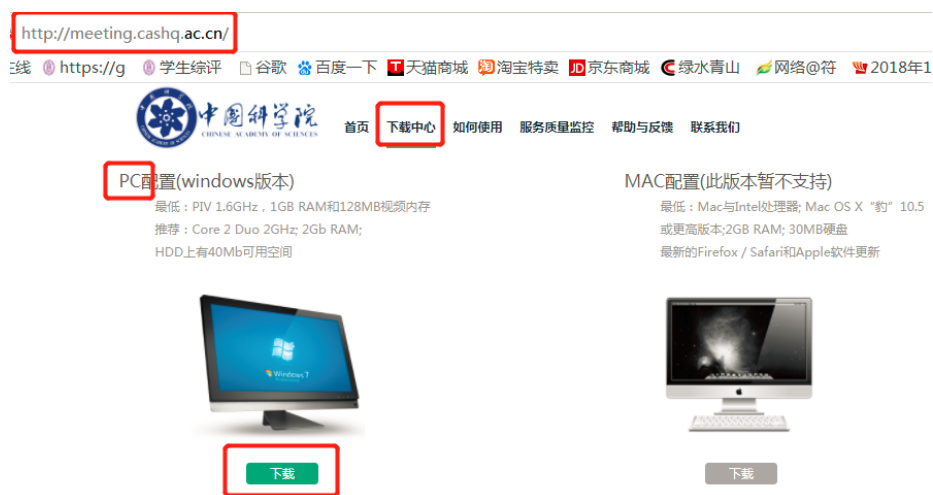 http://meeting.cashq.ac.cn/
在线 https://g 学生综评 谷歌 百度一下 天猫商城 淘宝特卖 JD 京东商城 绿水青山 网络@符 2018年1
中国科学院
CHINESE ACADEMY OF SCIENCES
首页 下载中心 如何使用 服务质量监控 帮助与反馈 联系我们
PC配置(windows版本)
最低：PIV 1.6GHz，1GB RAM和128MB视频内存
推荐：Core 2 Duo 2GHz; 2Gb RAM;
HDD上有40Mb可用空间
MAC配置(此版本暂不支持)
最低：Mac与Intel处理器; Mac OS X“豹”10.5
或更高版本;2GB RAM; 30MB硬盘
最新的Firefox / Safari和Apple软件更新
Windows 7
下载
下载